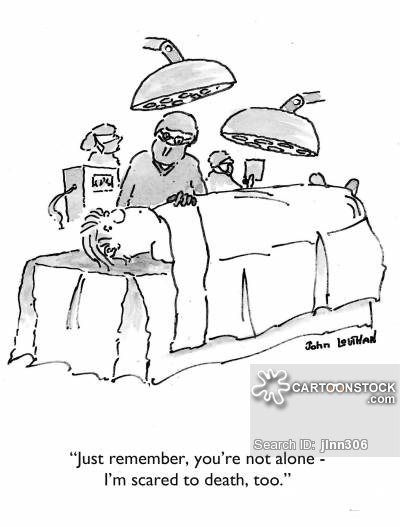 John LOUTHAN
CARTOONSTOCK
.com
Search ID: jlnn306
“Just remember, you’re not alone -
I’m scared to death, too.”